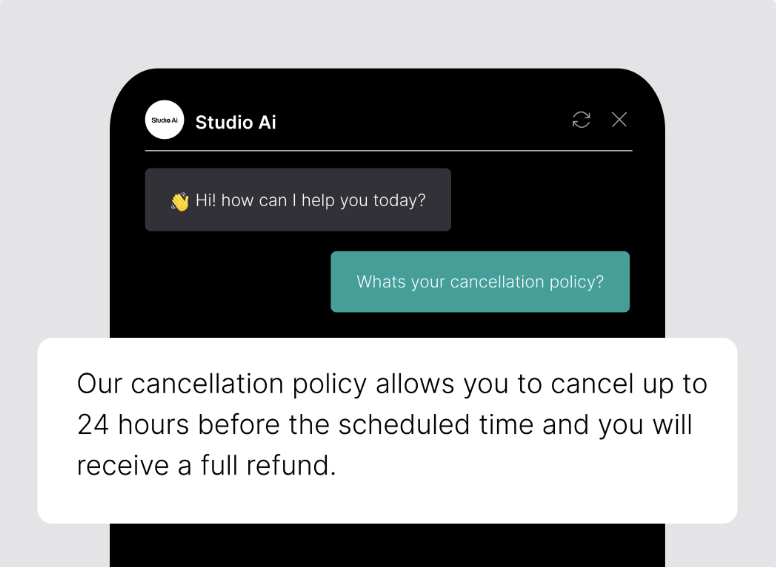 Studio Ai
Studio Ai
👋 Hi! how can I help you today?
Whats your cancellation policy?
Our cancellation policy allows you to cancel up to
24 hours before the scheduled time and you will
receive a full refund.